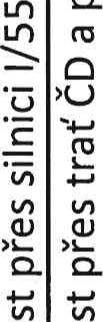 st přes silnici I/55
st přes trať ČD a p